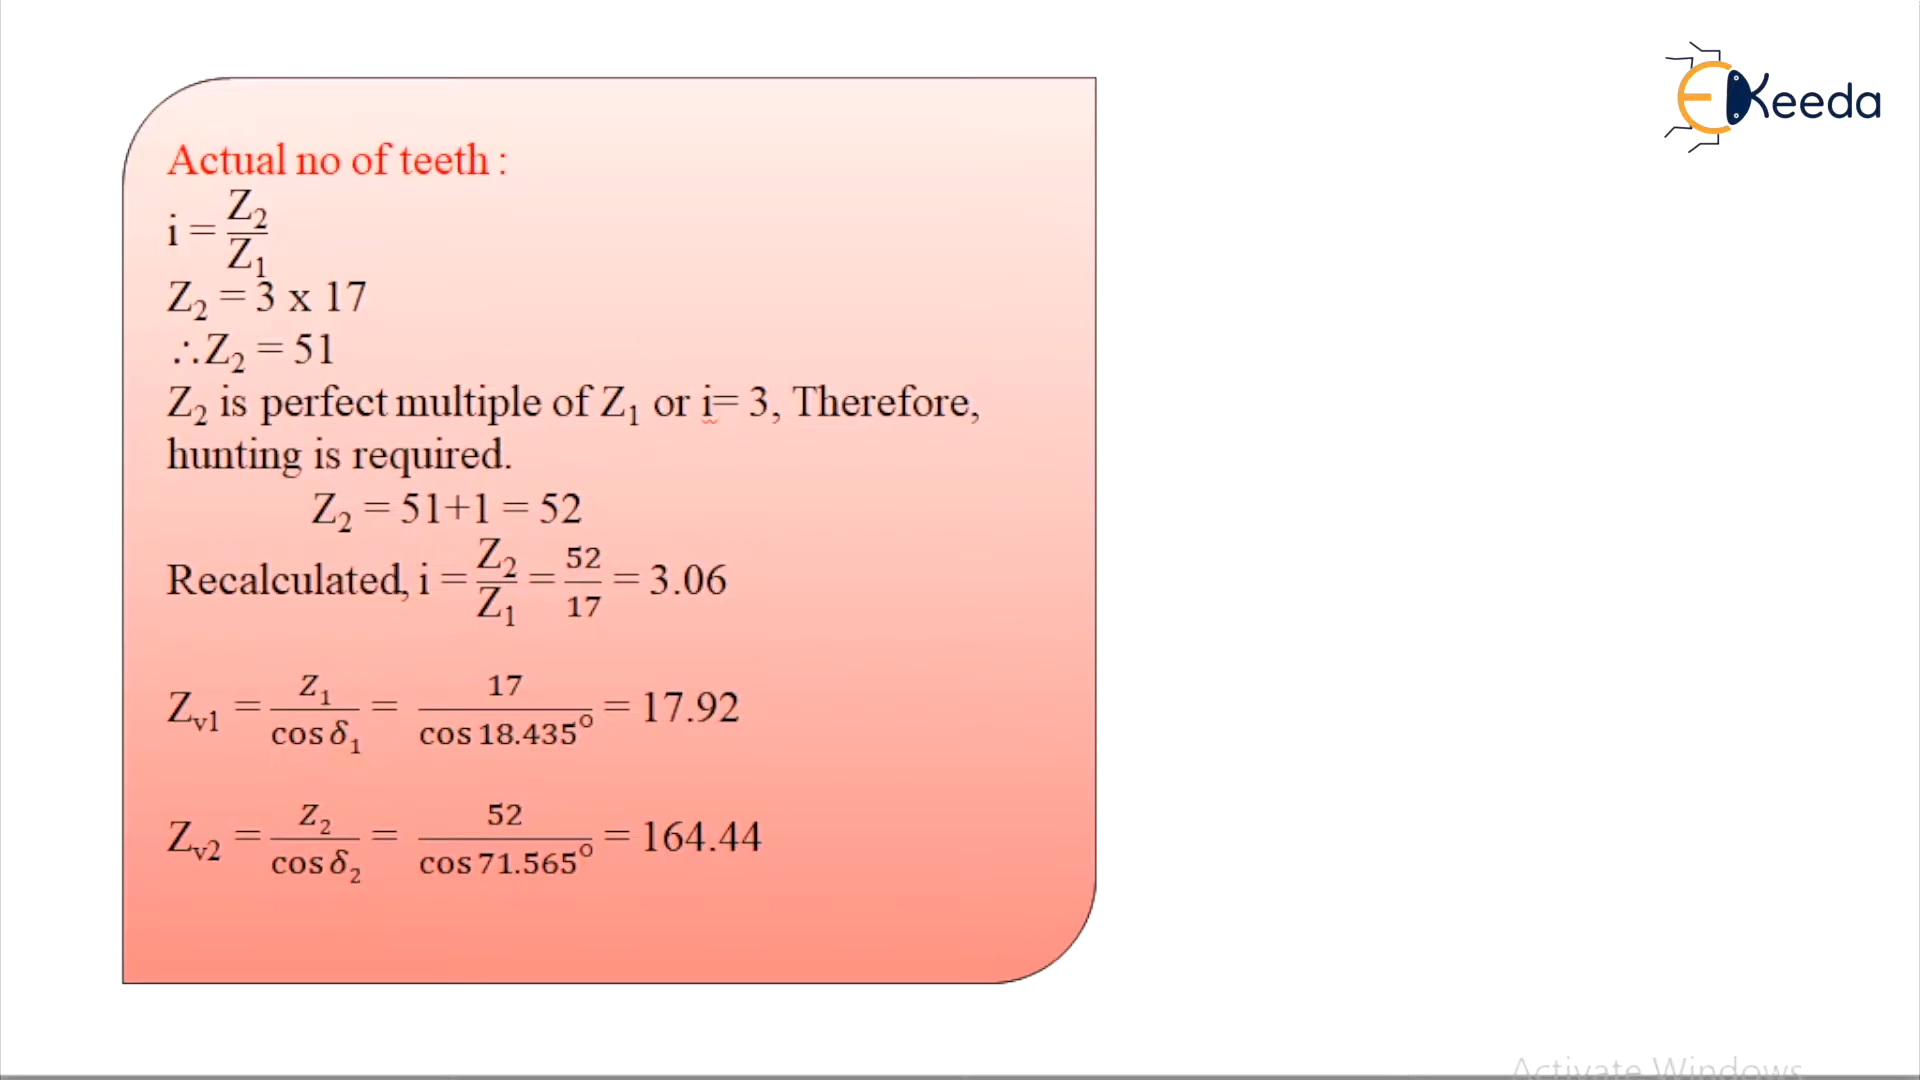 EKeeda
Actual no of teeth :
i = Z₂/Z₁
Z₂ = 3 x 17
∴Z₂ = 51
Z₂ is perfect multiple of Z₁ or i= 3, Therefore,
hunting is required.
Z₂ = 51+1 = 52
Recalculated, i = Z₂/Z₁ = 52/17 = 3.06
Zᵥ₁ = Z₁/cos δ₁ = 17/cos 18.435° = 17.92
Zᵥ₂ = Z₂/cos δ₂ = 52/cos 71.565° = 164.44
Activate Windows